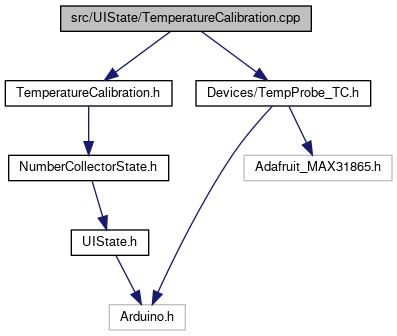 src/UIState/TemperatureCalibration.cpp
TemperatureCalibration.h
Devices/TempProbe_TC.h
NumberCollectorState.h
Adafruit_MAX31865.h
UIState.h
Arduino.h